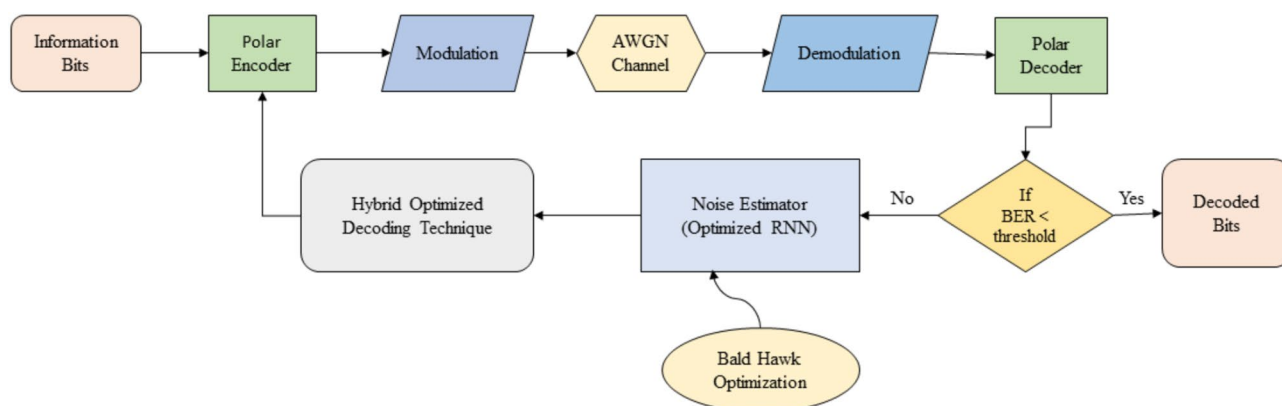 Information
Bits
Polar
Encoder
Modulation
AWGN
Channel
Demodulation
Polar
Decoder
Hybrid Optimized
Decoding Technique
Noise Estimator
(Optimized RNN)
No
If
BER <
threshold
Yes
Decoded
Bits
Bald Hawk
Optimization